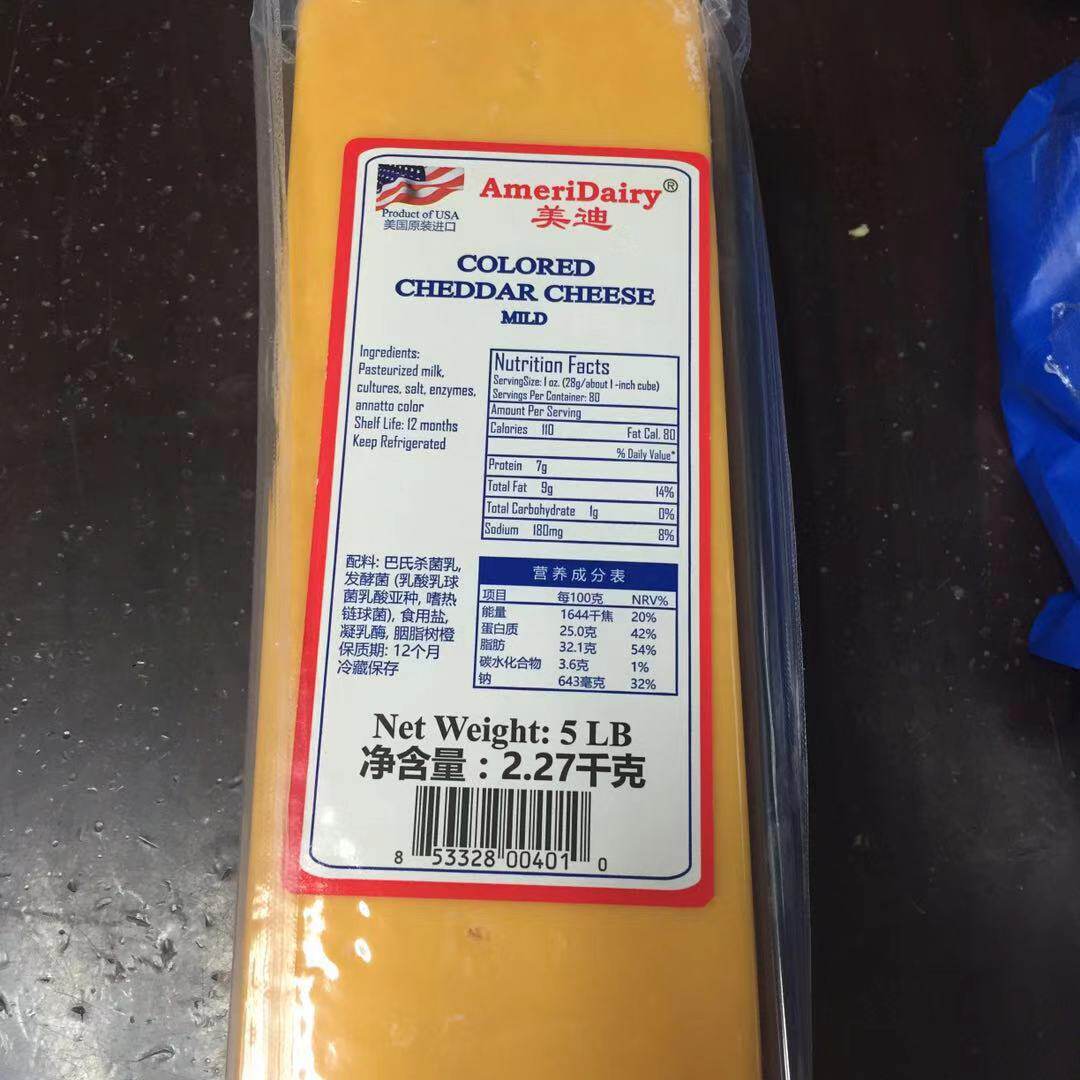 Product of USA
美国原装进口
AmeriDairy®
美迪
COLORED
CHEDDAR CHEESE
MILD
Ingredients:
Pasteurized milk,
cultures, salt, enzymes,
annatto color
Shelf Life: 12 months
Keep Refrigerated
Nutrition Facts
ServingSize: 1 oz. (28g/about 1-inch cube)
Servings Per Container: 80
Amount Per Serving
Calories 110 Fat Cal. 80
% Daily Value*
Protein 7g
Total Fat 9g 14%
Total Carbohydrate 1g 0%
Sodium 180mg 8%
配料: 巴氏杀菌乳,
发酵菌 (乳酸乳球
菌乳酸亚种, 嗜热
链球菌), 食用盐,
凝乳酶, 胭脂树橙
保质期: 12个月
冷藏保存
营养成分表
项目 每100克 NRV%
能量 1644千焦 20%
蛋白质 25.0克 42%
脂肪 32.1克 54%
碳水化合物 3.6克 1%
钠 643毫克 32%
Net Weight: 5 LB
净含量：2.27千克
8 53328 00401 0